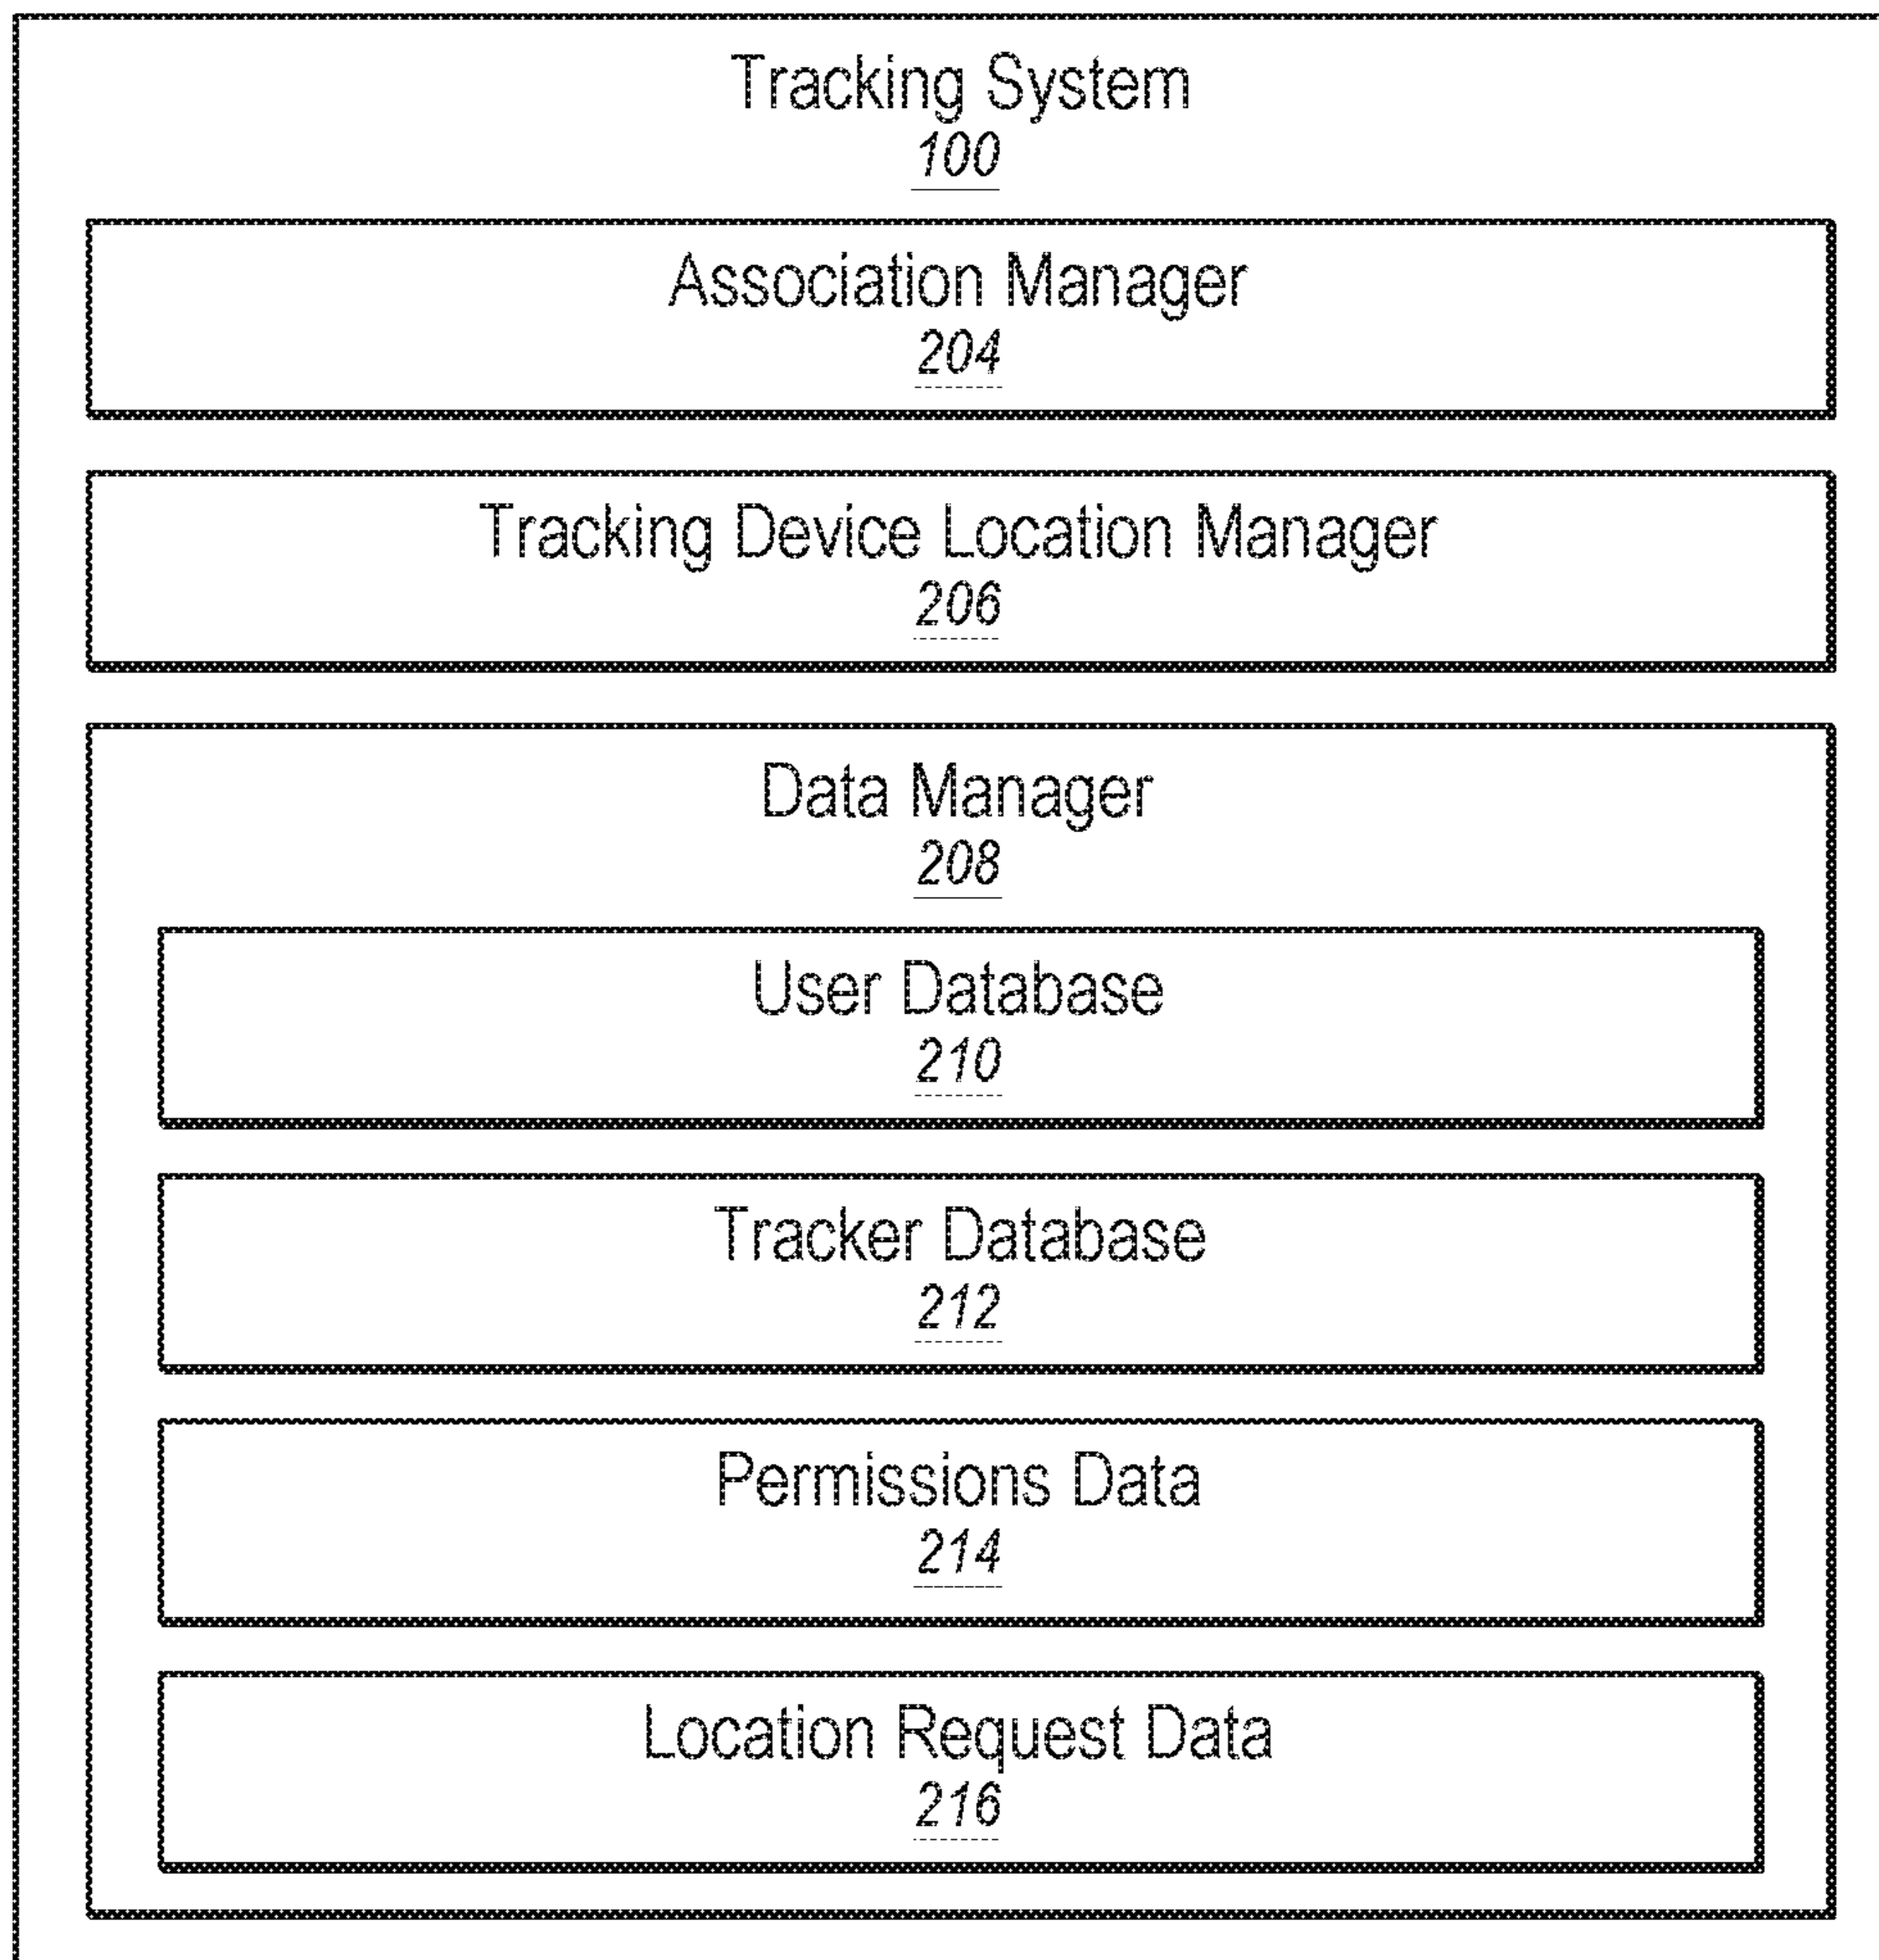 Tracking System
100
Association Manager
204
Tracking Device Location Manager
206
Data Manager
208
User Database
210
Tracker Database
212
Permissions Data
214
Location Request Data
216